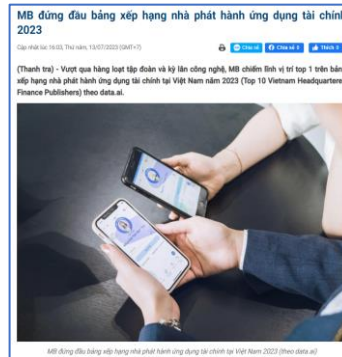 MB đứng đầu bảng xếp hạng nhà phát hành ứng dụng tài chín
2023
Cập nhật lúc 16:03, Thứ năm, 13/07/2023 (GMT+7)
Chia sẻ
Chia sẻ 0
Thích 0
(Thanh tra) - Vượt qua hàng loạt tập đoàn và kỳ lân công nghệ, MB chiếm lĩnh vị trí top 1 trên bản
xếp hạng nhà phát hành ứng dụng tài chính tại Việt Nam năm 2023 (Top 10 Vietnam Headquartere
Finance Publishers) theo data.ai.
MB đứng đầu bảng xếp hạng nhà phát hành ứng dụng tài chính tại Việt Nam 2023 (theo data.ai)